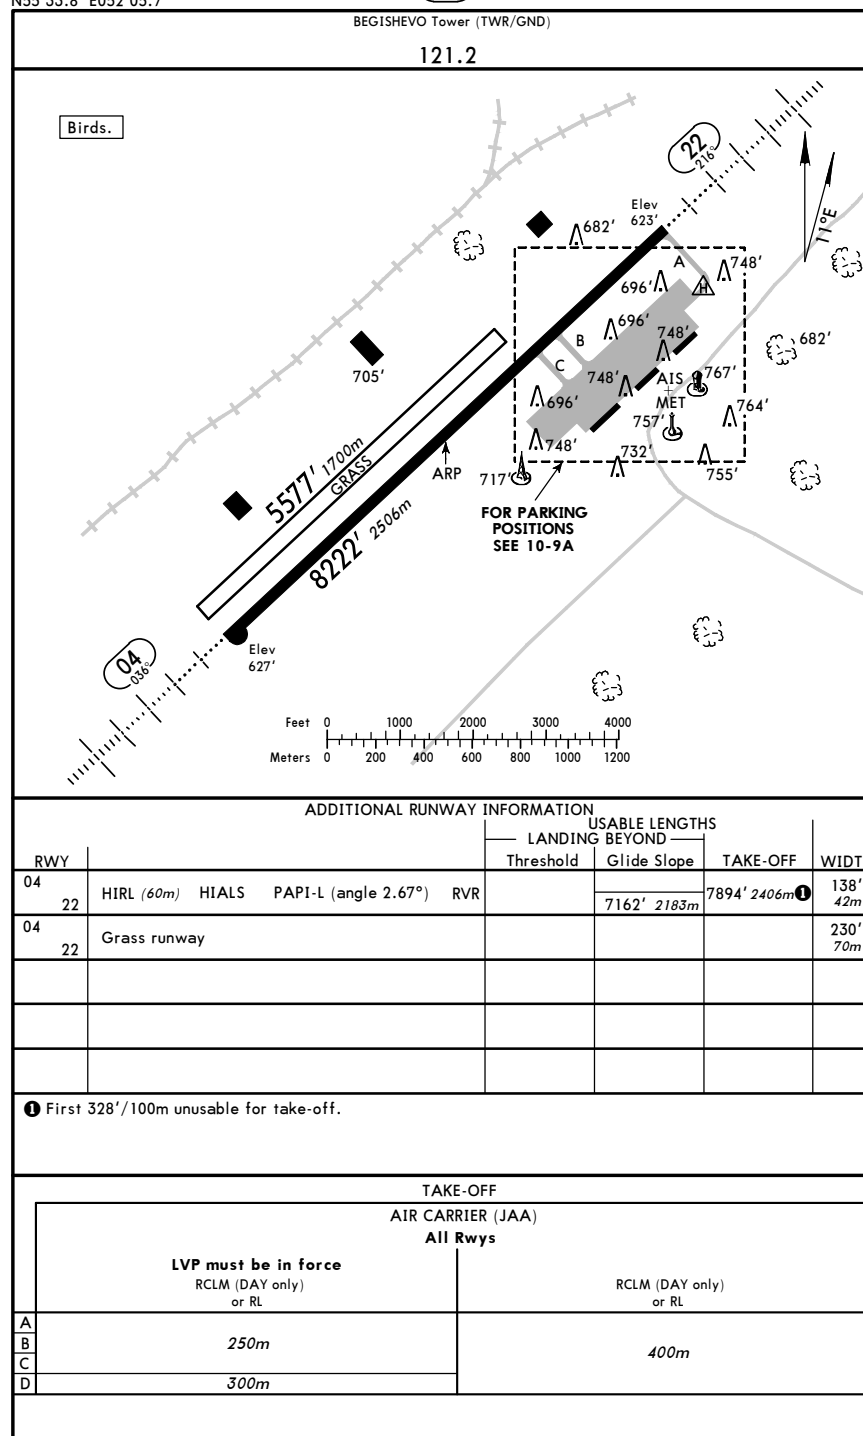 BEGISHEVO Tower (TWR/GND)
121.2
Birds.
22
216°
Elev
623'
11°E
682'
A
748'
696'
H
696'
B
748'
682'
705'
C
748'
AIS
767'
MET
696'
757'
764'
748'
732'
755'
717'
ARP
5577' 1700m
GRASS
8222' 2506m
FOR PARKING
POSITIONS
SEE 10-9A
04
036°
Elev
627'
Feet 0 1000 2000 3000 4000
Meters 0 200 400 600 800 1000 1200
ADDITIONAL RUNWAY INFORMATION
USABLE LENGTHS
LANDING BEYOND
RWY Threshold Glide Slope TAKE-OFF WIDT
04
22 HIRL (60m) HIALS PAPI-L (angle 2.67°) RVR 7162' 2183m 7894' 2406m ❶ 138' 42m
04
22 Grass runway 230' 70m
❶ First 328'/100m unusable for take-off.
TAKE-OFF
AIR CARRIER (JAA)
All Rwys
LVP must be in force
RCLM (DAY only)
or RL
RCLM (DAY only)
or RL
A
B 250m
C
400m
D 300m